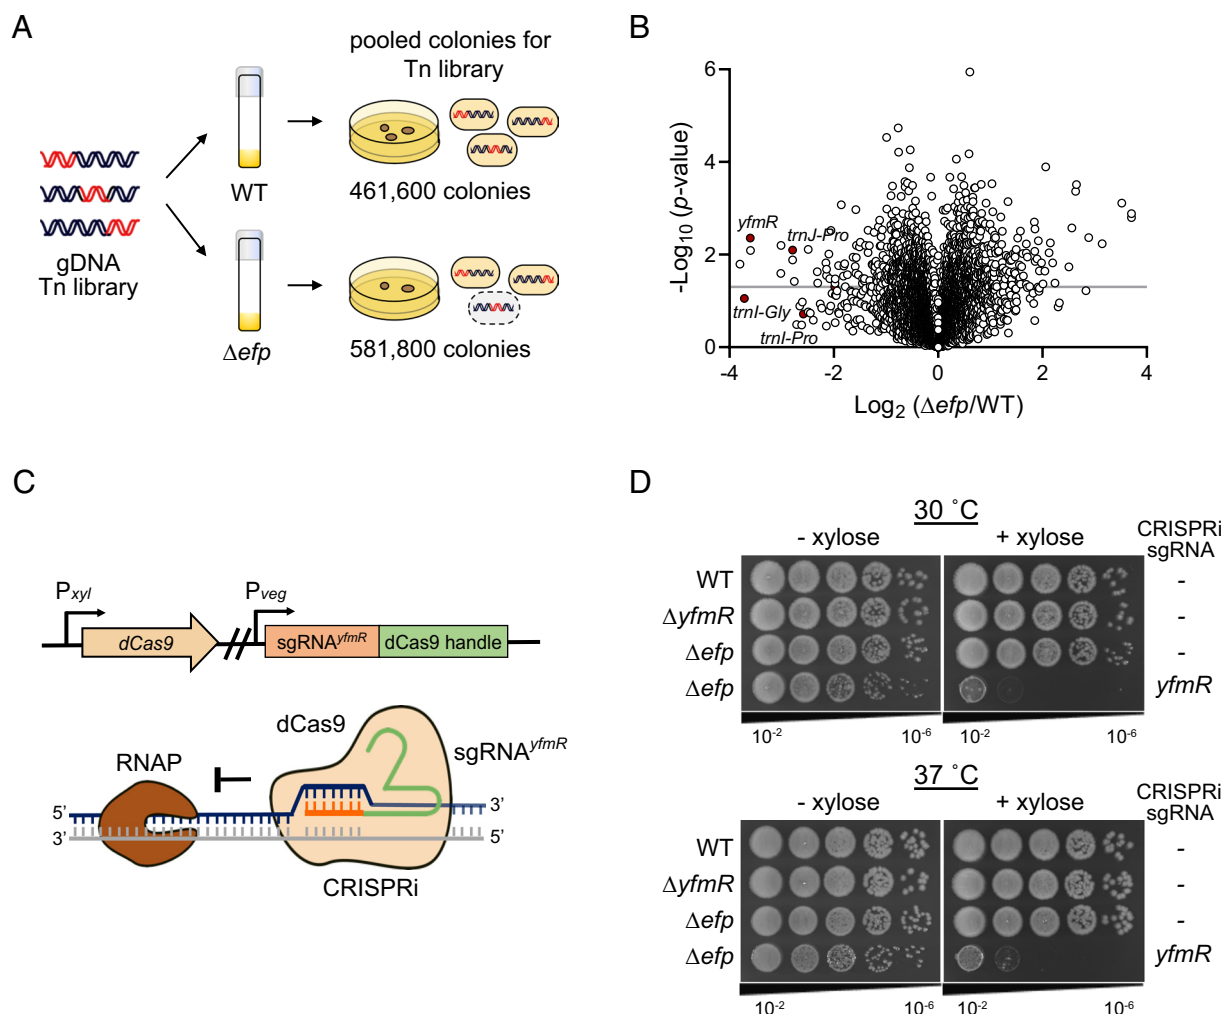 A
pooled colonies for
Tn library
WT
461,600 colonies
gDNA
Tn library
Δefp
581,800 colonies
B
6
4
2
0
-Log10 (p-value)
yfmR
trnJ-Pro
trnI-Gly
trnI-Pro
-4
-2
0
2
4
Log2 (Δefp/WT)
C
Pxyl
Pveg
dCas9
sgRNAyfmR
dCas9 handle
dCas9
sgRNAyfmR
RNAP
5’
3’
3’
5’
CRISPRi
D
30 ˚C
- xylose
+ xylose
CRISPRi
sgRNA
WT
-
ΔyfmR
-
Δefp
-
Δefp
yfmR
10-2
10-6
10-2
10-6
37 ˚C
- xylose
+ xylose
CRISPRi
sgRNA
WT
-
ΔyfmR
-
Δefp
-
Δefp
yfmR
10-2
10-6
10-2
10-6